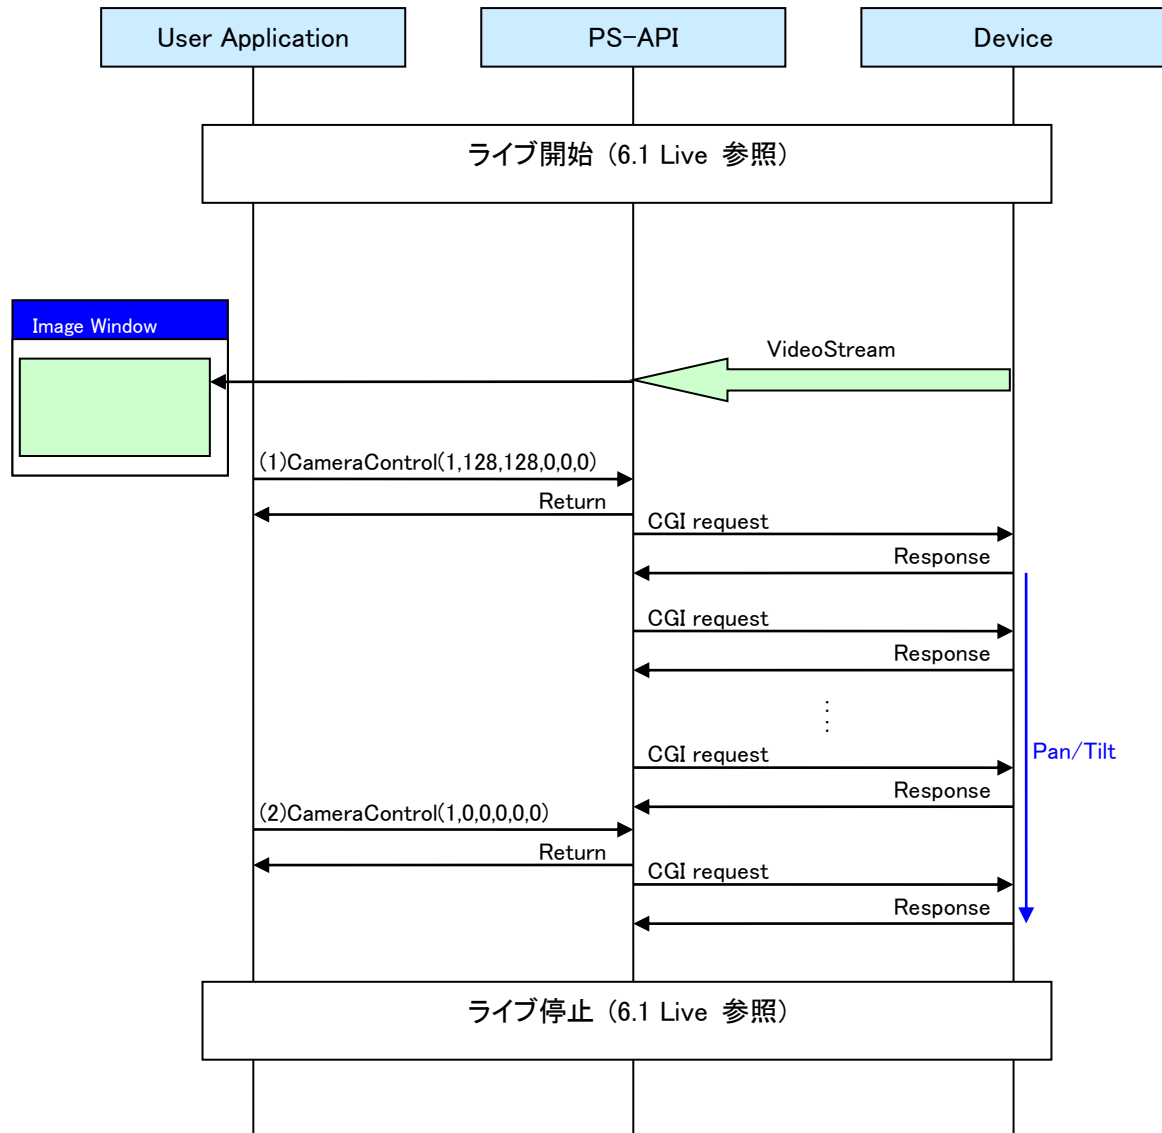 User Application
PS-API
Device
ライブ開始 (6.1 Live 参照)
Image Window
VideoStream
(1)CameraControl(1,128,128,0,0,0)
Return
CGI request
Response
CGI request
Response
CGI request
Pan/Tilt
Response
(2)CameraControl(1,0,0,0,0,0)
Return
CGI request
Response
ライブ停止 (6.1 Live 参照)